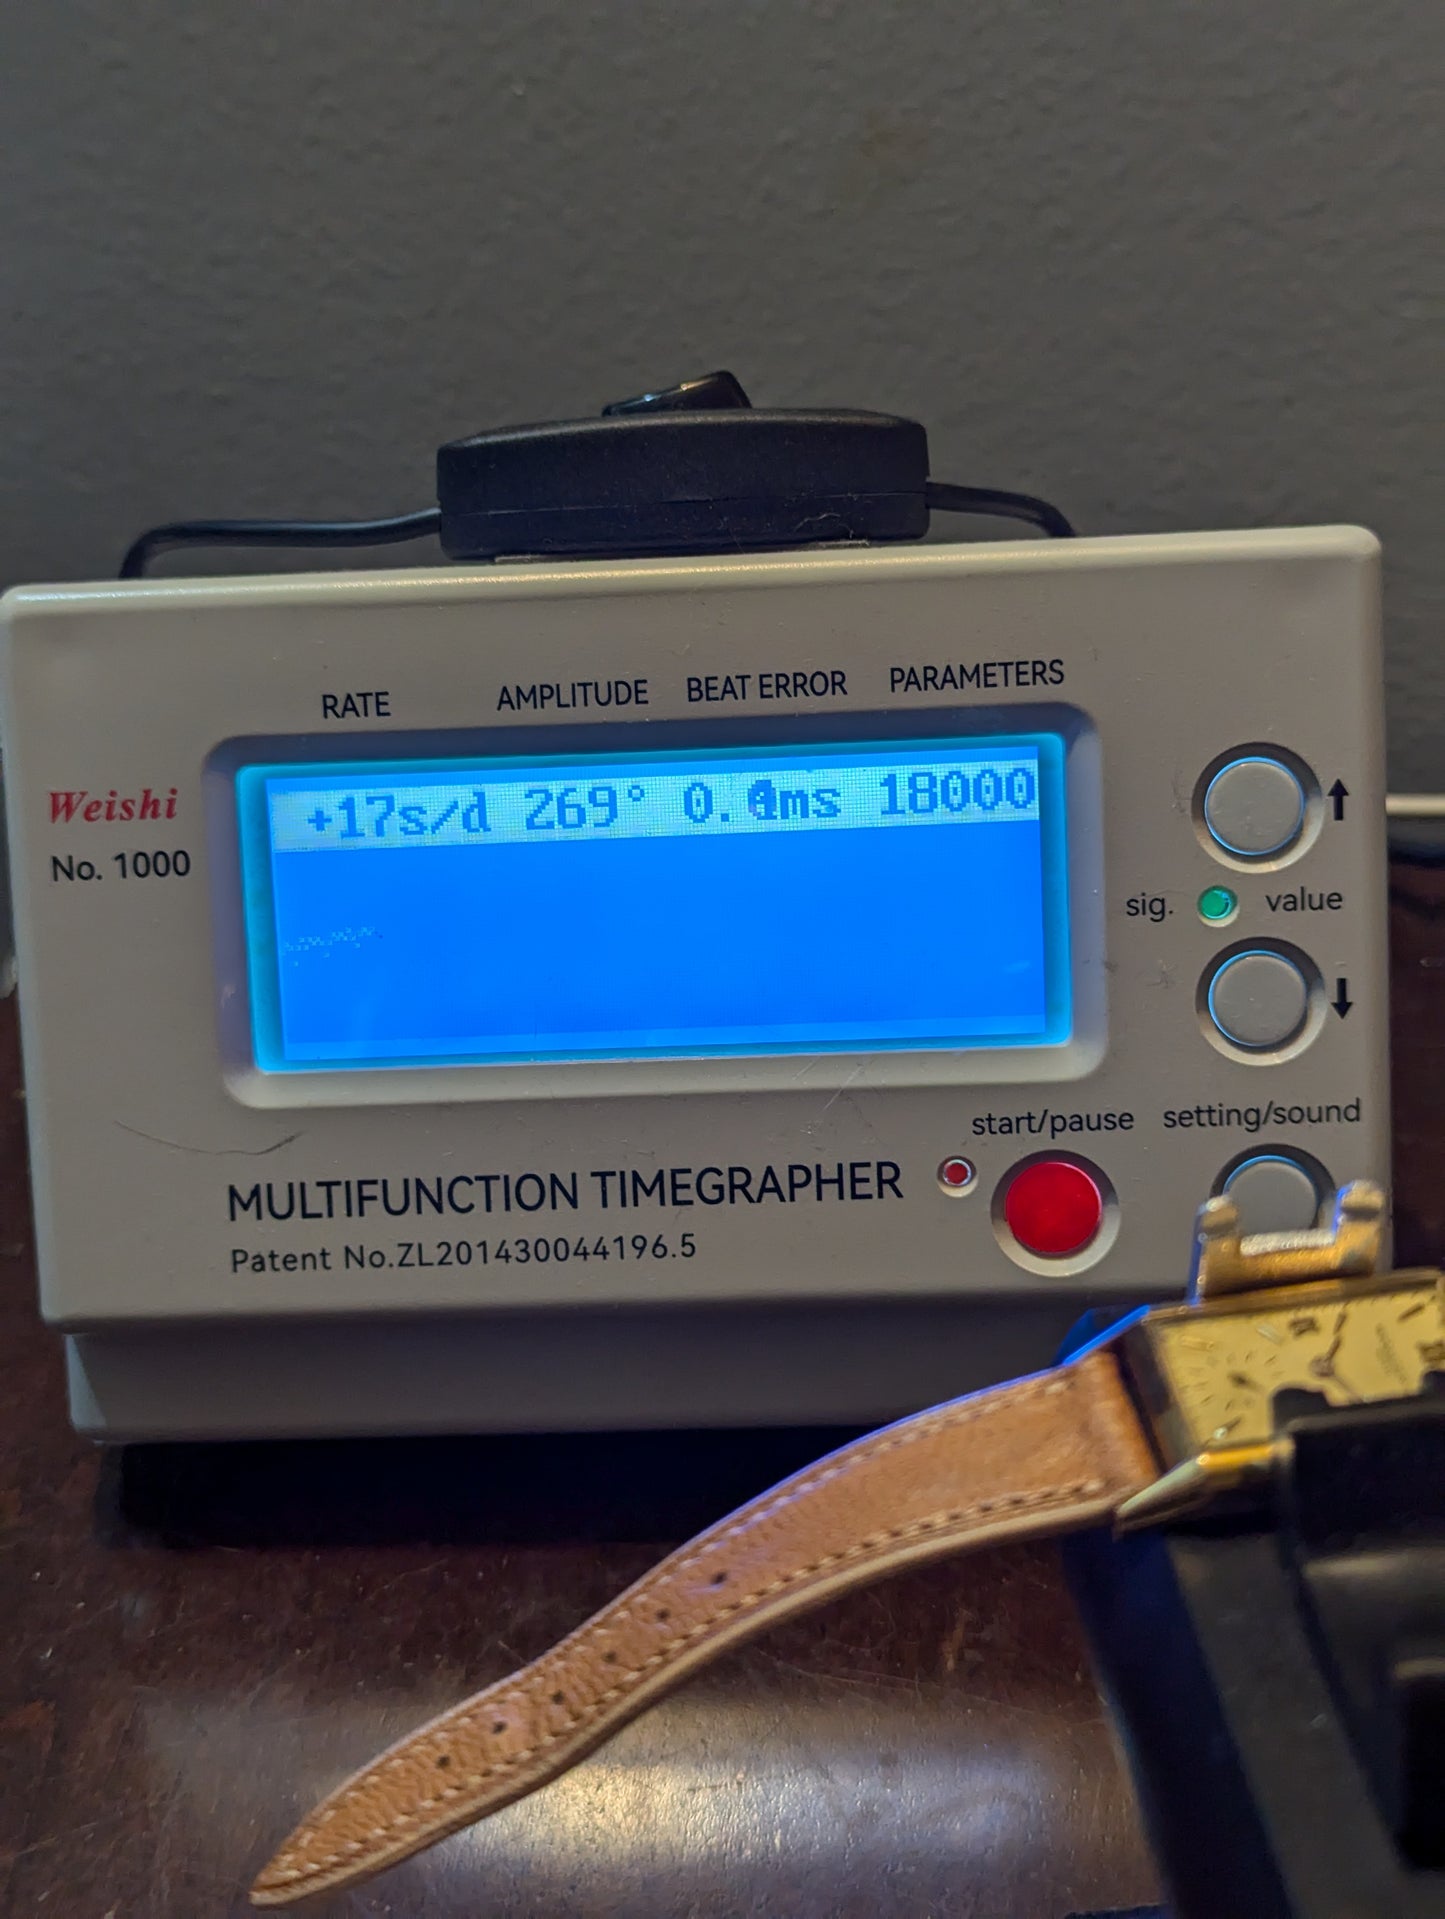 RATE AMPLITUDE BEAT ERROR PARAMETERS
+17s/d 269° 18000
Weishi
No. 1000
sig. value
start/pause setting/sound
MULTIFUNCTION TIMEGRAPHER
Patent No.ZL201430044196.5